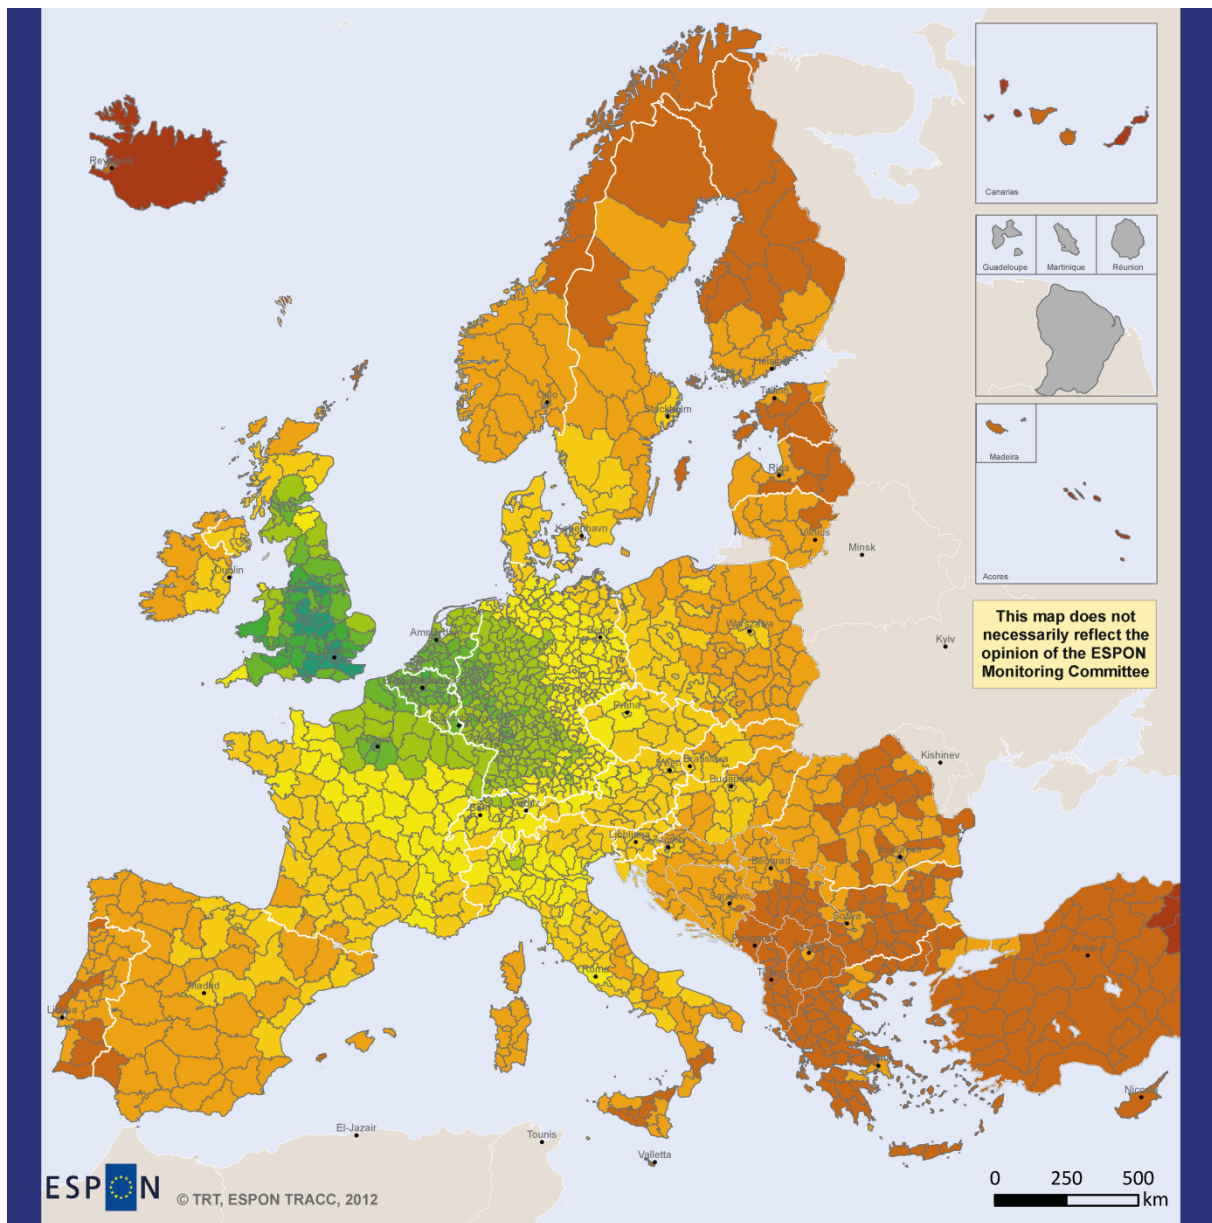 Reykjavik
Canarias
Guadeloupe
Martinique
Réunion
Helsinki
Oslo
Tallinn
Stockholm
Madeira
Riga
København
Vilnius
Minsk
Dublin
Acores
This map does not
necessarily reflect the
opinion of the ESPON
Monitoring Committee
Warszawa
Berlin
Amsterdam
Kyiv
Praha
Kishinev
Wien
Bratislava
Budapest
Bern
Ljubljana
Zagreb
Bucuresti
Beograd
Sarajevo
Sofiya
Podgorica
Ankara
Roma
Madrid
Lisboa
Nicosia
El-Jazair
Tounis
Valletta
ESPON
© TRT, ESPON TRACC, 2012
0 250 500
km